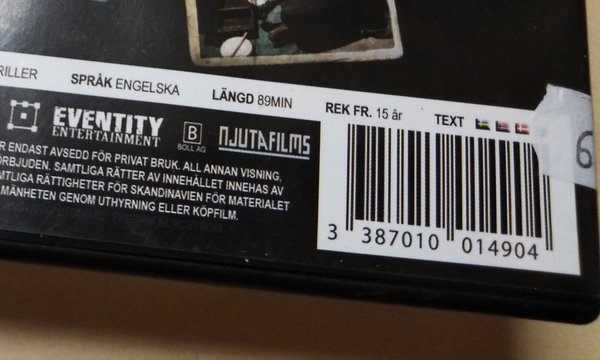 RILLER SPRÅK ENGELSKA LÄNGD 89MIN REK FR. 15 år TEXT
EVENTITY
ENTERTAINMENT
B
BOLL AG
NJUTAFILMS
R ENDAST AVSEDD FÖR PRIVAT BRUK. ALL ANNAN VISNING,
ÖRBJUDEN. SAMTLIGA RÄTTER AV INNEHÅLLET INNEHAS AV
MTLIGA RÄTTIGHETER FÖR SKANDINAVIEN FÖR MATERIALET
LMÄNHETEN GENOM UTHYRNING ELLER KÖPFILM.
3 387010 014904
6